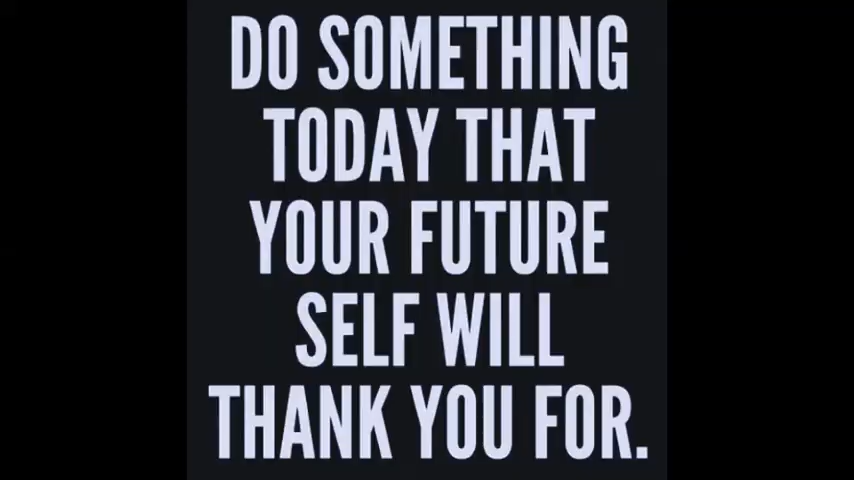 DO SOMETHING
TODAY THAT
YOUR FUTURE
SELF WILL
THANK YOU FOR.